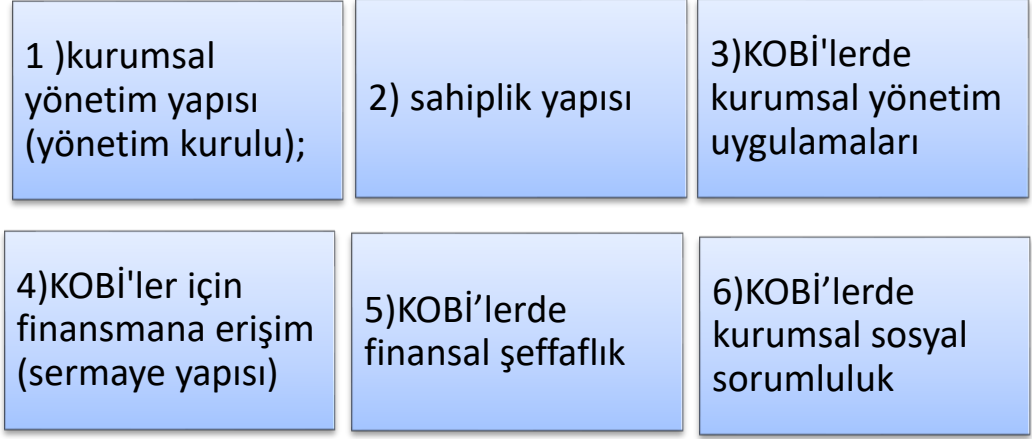 1 )kurumsal
yönetim yapısı
(yönetim kurulu);
2) sahiplik yapısı
3)KOBİ'lerde
kurumsal yönetim
uygulamaları
4)KOBİ'ler için
finansmana erişim
(sermaye yapısı)
5)KOBİ’lerde
finansal şeffaflık
6)KOBİ’lerde
kurumsal sosyal
sorumluluk